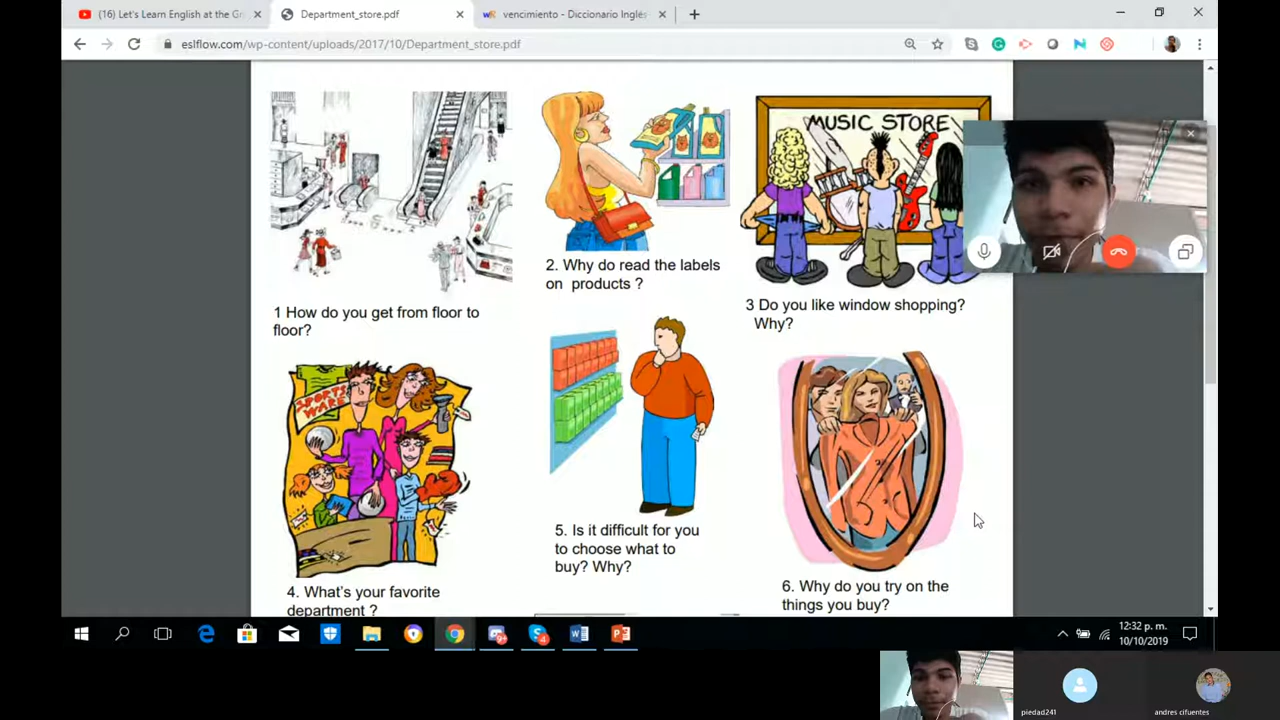 (16) Let's Learn English at the Gr
Department_store.pdf
vencimiento - Diccionario Inglés
eslflow.com/wp-content/uploads/2017/10/Department_store.pdf
MUSIC STORE
1 How do you get from floor to
floor?
2. Why do read the labels
on products ?
3 Do you like window shopping?
Why?
SPORTS
WARE
4. What's your favorite
department ?
5. Is it difficult for you
to choose what to
buy? Why?
6. Why do you try on the
things you buy?
12:32 p. m.
10/10/2019
piedad241
andres cifuentes